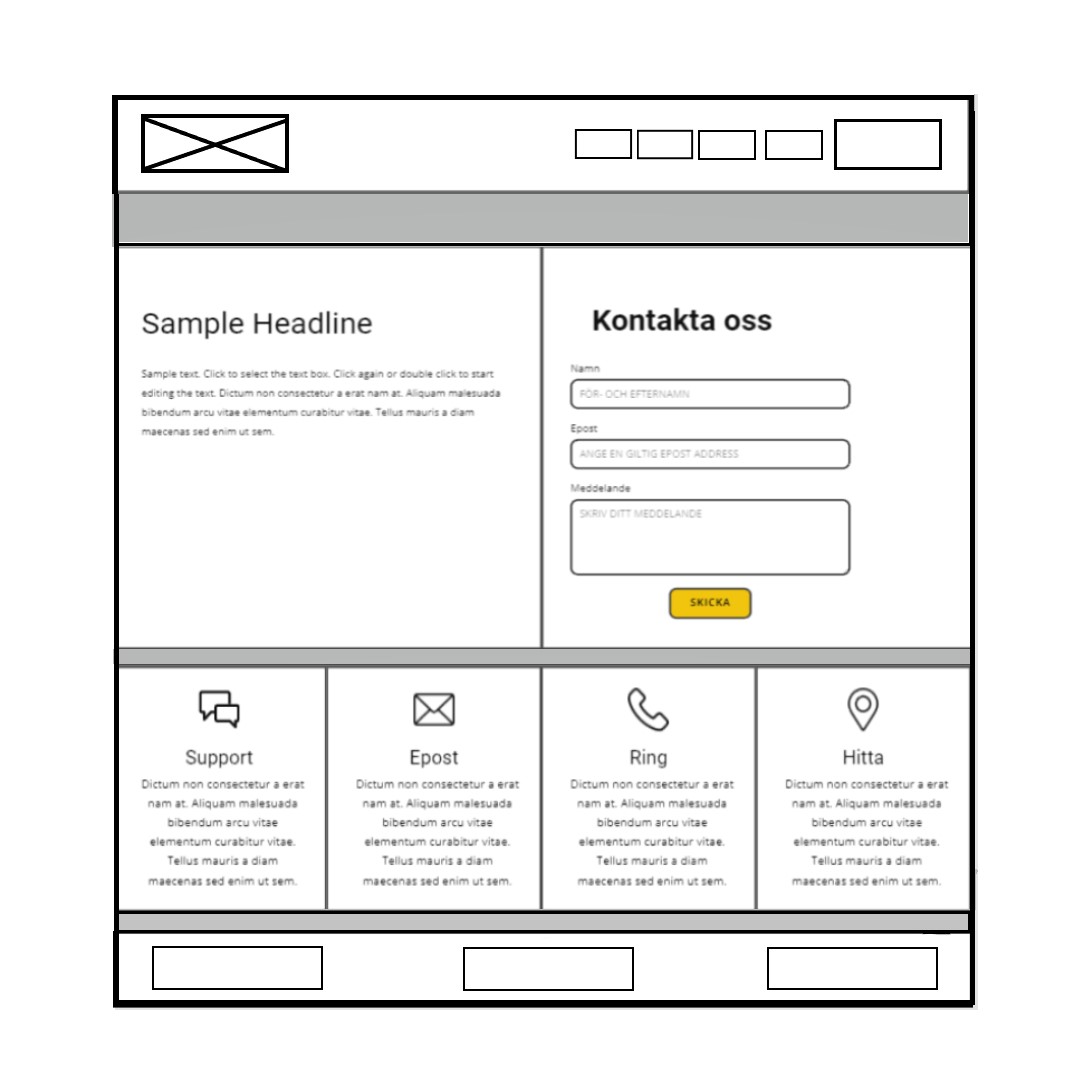 Sample Headline
Sample text. Click to select the text box. Click again or double click to start
editing the text. Dictum non consectetur a erat nam at. Aliquam malesuada
bibendum arcu vitae elementum curabitur vitae. Tellus mauris a diam
maecenas sed enim ut sem.
Kontakta oss
Namn
FÖR- OCH EFTERNAMN
Epost
ANGE EN GILTIG EPOST ADDRESS
Meddelande
SKRIV DITT MEDDELANDE
SKICKA
Support
Dictum non consectetur a erat
nam at. Aliquam malesuada
bibendum arcu vitae
elementum curabitur vitae.
Tellus mauris a diam
maecenas sed enim ut sem.
Epost
Dictum non consectetur a erat
nam at. Aliquam malesuada
bibendum arcu vitae
elementum curabitur vitae.
Tellus mauris a diam
maecenas sed enim ut sem.
Ring
Dictum non consectetur a erat
nam at. Aliquam malesuada
bibendum arcu vitae
elementum curabitur vitae.
Tellus mauris a diam
maecenas sed enim ut sem.
Hitta
Dictum non consectetur a erat
nam at. Aliquam malesuada
bibendum arcu vitae
elementum curabitur vitae.
Tellus mauris a diam
maecenas sed enim ut sem.